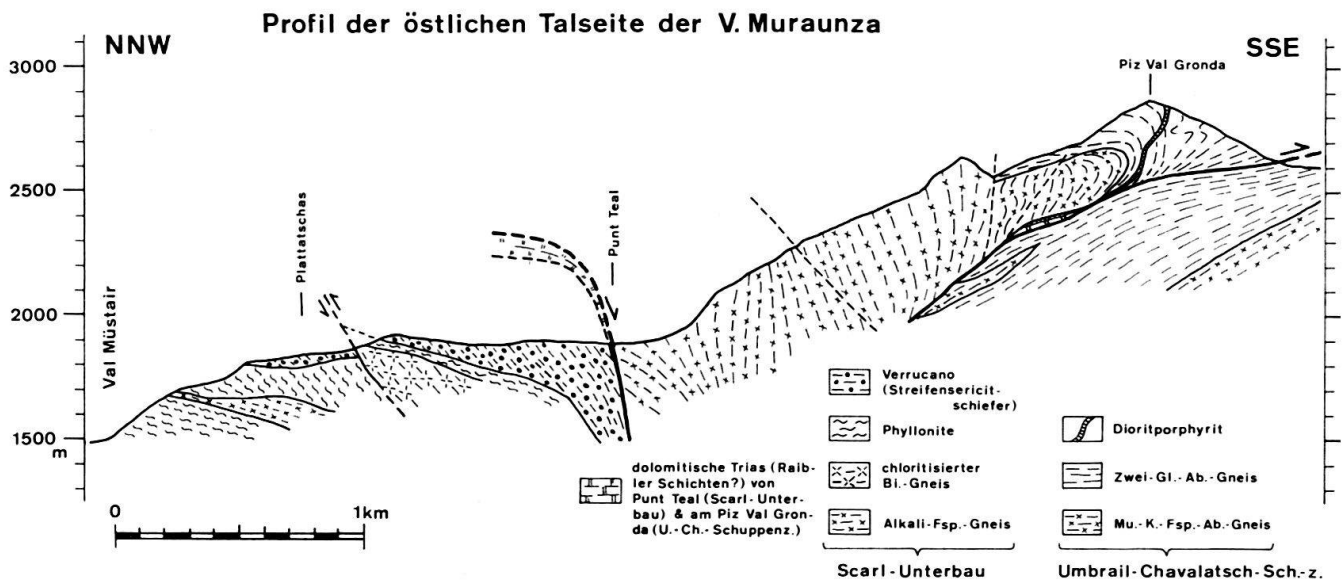 Profil der östlichen Talseite der V. Muraunza
NNW
SSE
3000
2500
2000
1500
m
Val Müstair
Plattatschas
Punt Teal
Piz Val Gronda
0
1km
dolomitische Trias (Raib-
ler Schichten?) von
Punt Teal (Scarl-Unter-
bau) & am Piz Val Gron-
da (U.-Ch.-Schuppenz.)
Verrucano
(Streifensericit-
schiefer)
Phyllonite
chloritisierter
Bi.-Gneis
Alkali-Fsp.-Gneis
Scarl-Unterbau
Dioritporphyrit
Zwei-Gl.-Ab.-Gneis
Mu.-K.-Fsp.-Ab.-Gneis
Umbrail-Chavalatsch-Sch.-z.